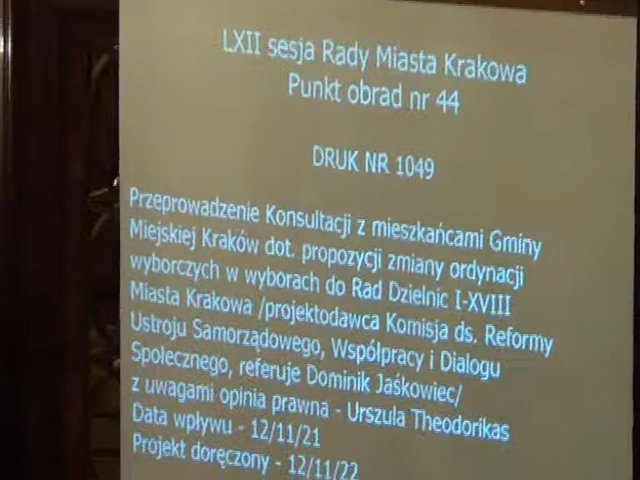 LXII sesja Rady Miasta Krakowa
Punkt obrad nr 44
DRUK NR 1049
Przeprowadzenie Konsultacji z mieszkańcami Gminy
Miejskiej Kraków dot. propozycji zmiany ordynacji
wyborczych w wyborach do Rad Dzielnic I-XVIII
Miasta Krakowa /projektodawca Komisja ds. Reformy
Ustroju Samorządowego, Współpracy i Dialogu
Społecznego, referuje Dominik Jaśkowiec/
z uwagami opinia prawna - Urszula Theodorikas
Data wpływu - 12/11/21
Projekt doręczony - 12/11/22